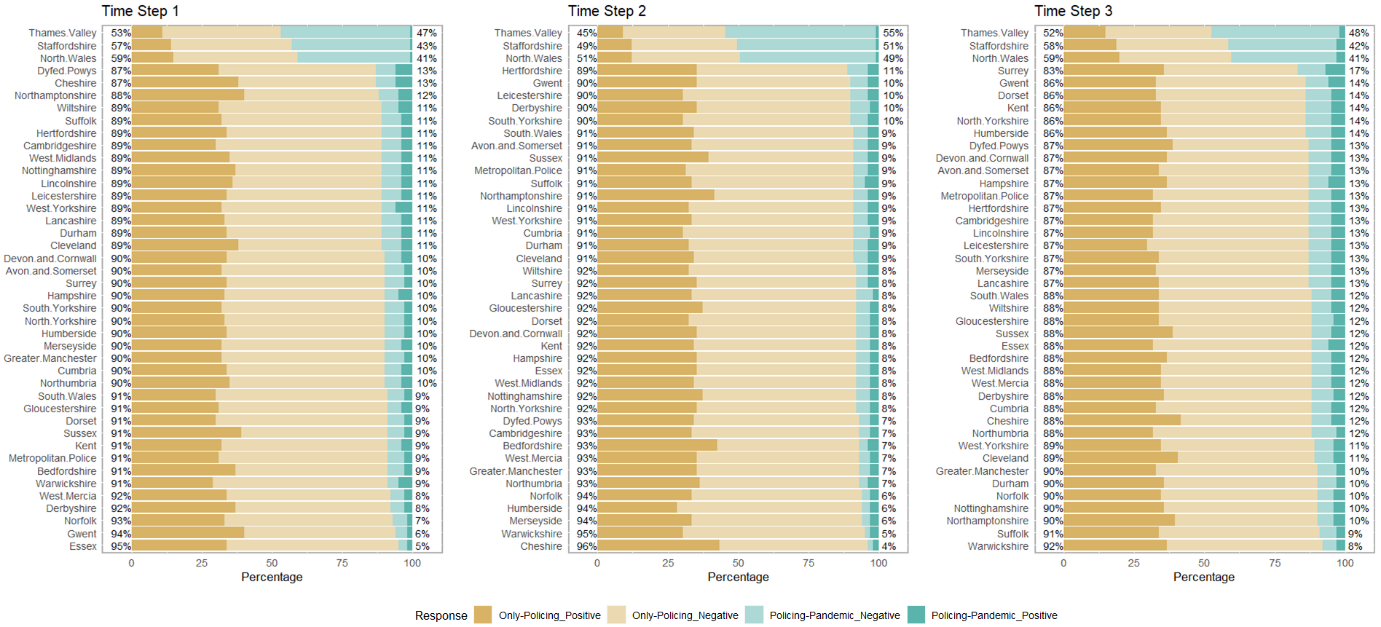 Time Step 1
Thames.Valley 53% 47%
Staffordshire 57% 43%
North.Wales 59% 41%
Dyfed.Powys 87% 13%
Cheshire 87% 13%
Northamptonshire 88% 12%
Wiltshire 89% 11%
Suffolk 89% 11%
Hertfordshire 89% 11%
Cambridgeshire 89% 11%
West.Midlands 89% 11%
Nottinghamshire 89% 11%
Lincolnshire 89% 11%
Leicestershire 89% 11%
West.Yorkshire 89% 11%
Lancashire 89% 11%
Durham 89% 11%
Cleveland 89% 11%
Devon.and.Cornwall 90% 10%
Avon.and.Somerset 90% 10%
Surrey 90% 10%
Hampshire 90% 10%
South.Yorkshire 90% 10%
North.Yorkshire 90% 10%
Humberside 90% 10%
Merseyside 90% 10%
Greater.Manchester 90% 10%
Cumbria 90% 10%
Northumbria 90% 10%
South.Wales 91% 9%
Gloucestershire 91% 9%
Dorset 91% 9%
Sussex 91% 9%
Kent 91% 9%
Metropolitan.Police 91% 9%
Bedfordshire 91% 9%
Warwickshire 91% 9%
West.Mercia 92% 8%
Derbyshire 92% 8%
Norfolk 93% 7%
Gwent 94% 6%
Essex 95% 5%
0 25 50 75 100
Percentage
Time Step 2
Thames.Valley 45% 55%
Staffordshire 49% 51%
North.Wales 51% 49%
Hertfordshire 89% 11%
Gwent 90% 10%
Leicestershire 90% 10%
Derbyshire 90% 10%
South.Yorkshire 90% 10%
South.Wales 91% 9%
Avon.and.Somerset 91% 9%
Sussex 91% 9%
Metropolitan.Police 91% 9%
Suffolk 91% 9%
Northamptonshire 91% 9%
Lincolnshire 91% 9%
West.Yorkshire 91% 9%
Cumbria 91% 9%
Durham 91% 9%
Cleveland 91% 9%
Wiltshire 92% 8%
Surrey 92% 8%
Lancashire 92% 8%
Gloucestershire 92% 8%
Dorset 92% 8%
Devon.and.Cornwall 92% 8%
Kent 92% 8%
Hampshire 92% 8%
Essex 92% 8%
West.Midlands 92% 8%
Nottinghamshire 92% 8%
North.Yorkshire 92% 8%
Dyfed.Powys 93% 7%
Cambridgeshire 93% 7%
Bedfordshire 93% 7%
West.Mercia 93% 7%
Greater.Manchester 93% 7%
Northumbria 93% 7%
Norfolk 94% 6%
Humberside 94% 6%
Merseyside 94% 6%
Warwickshire 95% 5%
Cheshire 96% 4%
0 25 50 75 100
Percentage
Time Step 3
Thames.Valley 52% 48%
Staffordshire 58% 42%
North.Wales 59% 41%
Surrey 83% 17%
Gwent 86% 14%
Dorset 86% 14%
Kent 86% 14%
North.Yorkshire 86% 14%
Humberside 86% 14%
Dyfed.Powys 87% 13%
Devon.and.Cornwall 87% 13%
Avon.and.Somerset 87% 13%
Hampshire 87% 13%
Metropolitan.Police 87% 13%
Hertfordshire 87% 13%
Cambridgeshire 87% 13%
Lincolnshire 87% 13%
Leicestershire 87% 13%
South.Yorkshire 87% 13%
Merseyside 87% 13%
Lancashire 87% 13%
South.Wales 88% 12%
Wiltshire 88% 12%
Gloucestershire 88% 12%
Sussex 88% 12%
Essex 88% 12%
Bedfordshire 88% 12%
West.Midlands 88% 12%
West.Mercia 88% 12%
Derbyshire 88% 12%
Cumbria 88% 12%
Cheshire 88% 12%
Northumbria 88% 12%
West.Yorkshire 89% 11%
Cleveland 89% 11%
Greater.Manchester 90% 10%
Durham 90% 10%
Norfolk 90% 10%
Nottinghamshire 90% 10%
Northamptonshire 90% 10%
Suffolk 91% 9%
Warwickshire 92% 8%
0 25 50 75 100
Percentage
Response Only-Policing_Positive Only-Policing_Negative Policing-Pandemic_Negative Policing-Pandemic_Positive